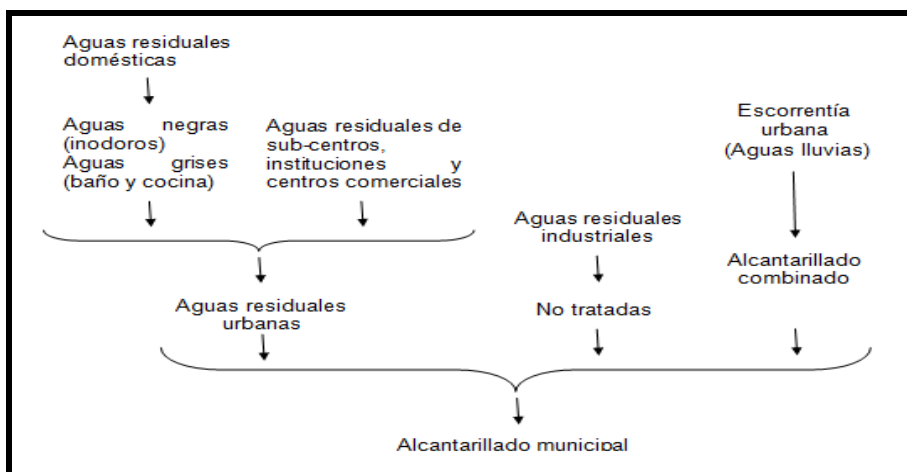 Aguas residuales
domésticas
Aguas negras
(inodoros)
Aguas grises
(baño y cocina)
Aguas residuales de
sub-centros,
instituciones y
centros comerciales
Escorrentía
urbana
(Aguas lluvias)
Aguas residuales
industriales
Alcantarillado
combinado
Aguas residuales
urbanas
No tratadas
Alcantarillado municipal